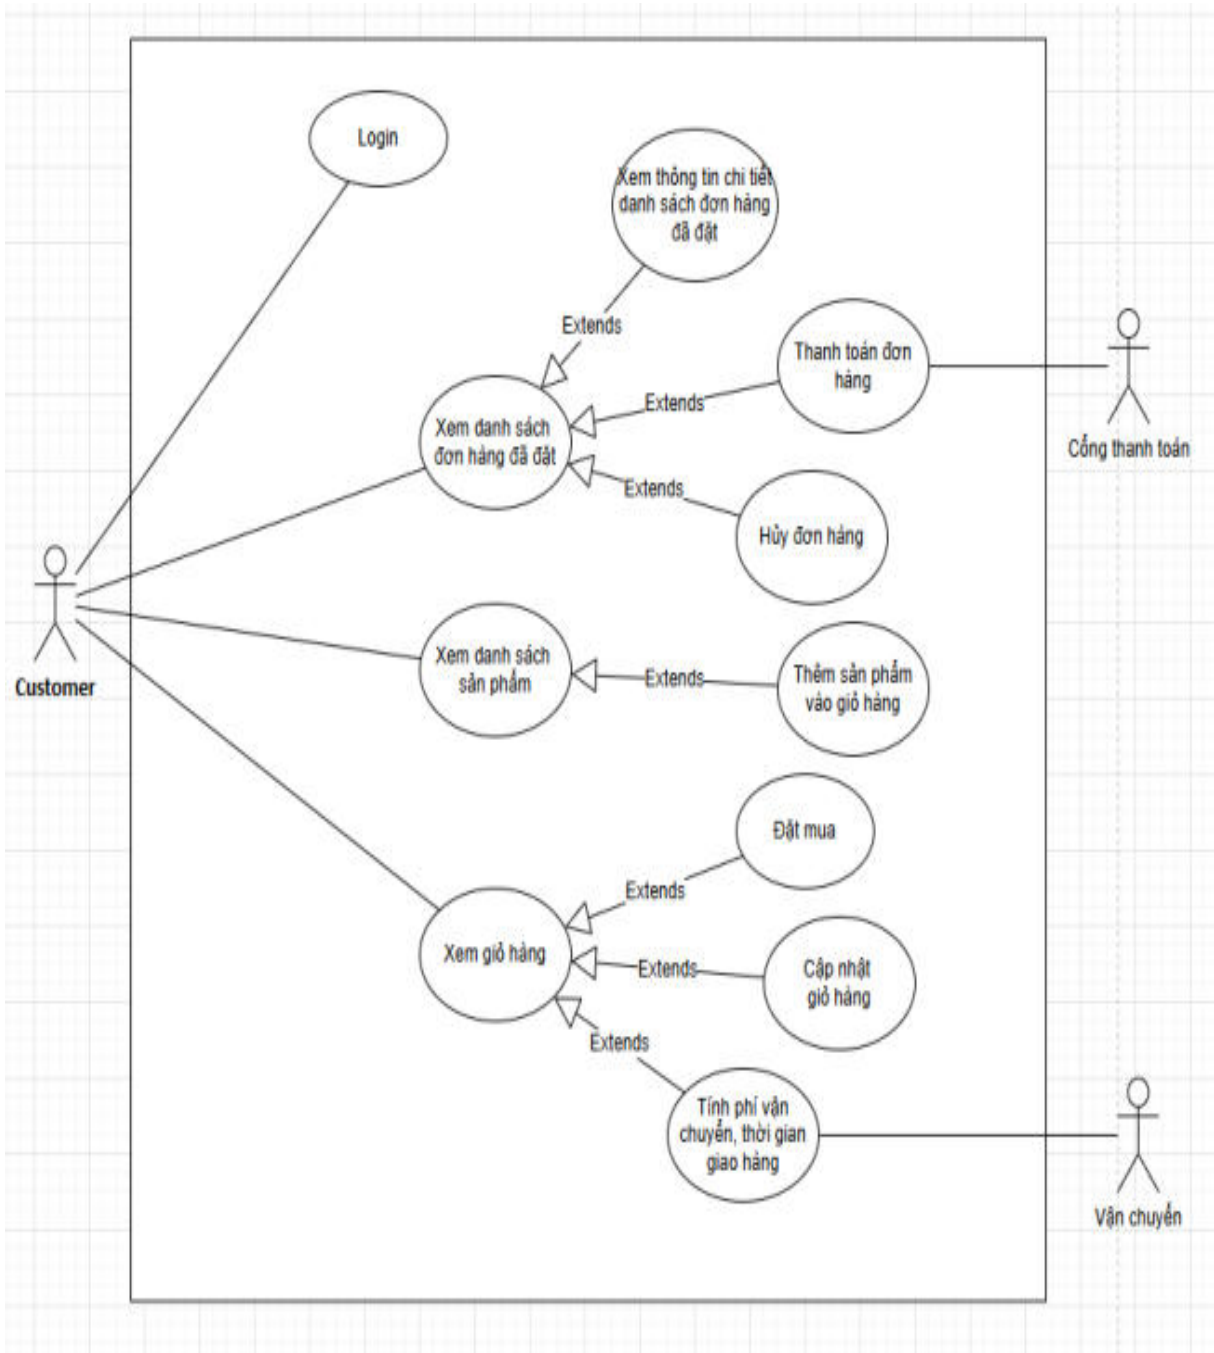 Login
Xem thông tin chi tiết
danh sách đơn hàng
đã đặt
Extends
Thanh toán đơn
hàng
Extends
Xem danh sách
đơn hàng đã đặt
Cổng thanh toán
Extends
Hủy đơn hàng
Xem danh sách
sản phẩm
Extends
Thêm sản phẩm
vào giỏ hàng
Customer
Đặt mua
Extends
Xem giỏ hàng
Extends
Cập nhật
giỏ hàng
Extends
Tính phí vận
chuyển, thời gian
giao hàng
Vận chuyển